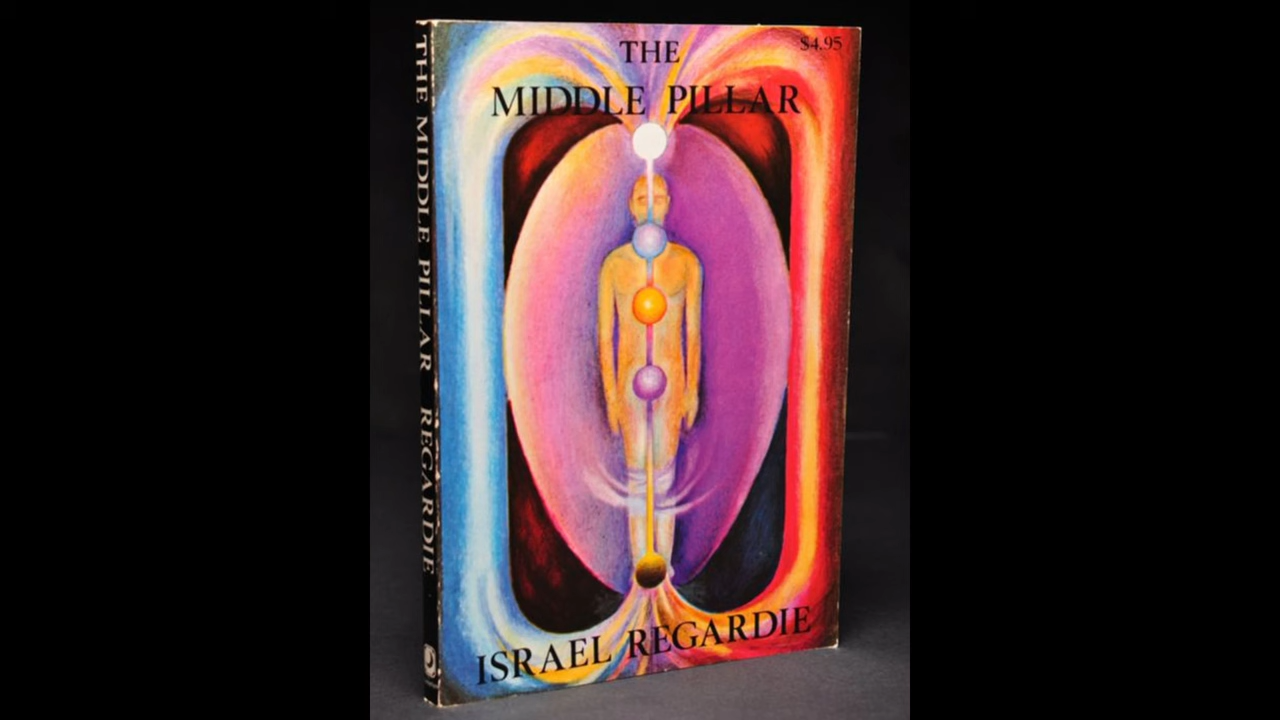 THE MIDDLE PILLAR REGARDIE
THE
$4.95
MIDDLE PILLAR
ISRAEL REGARDIE